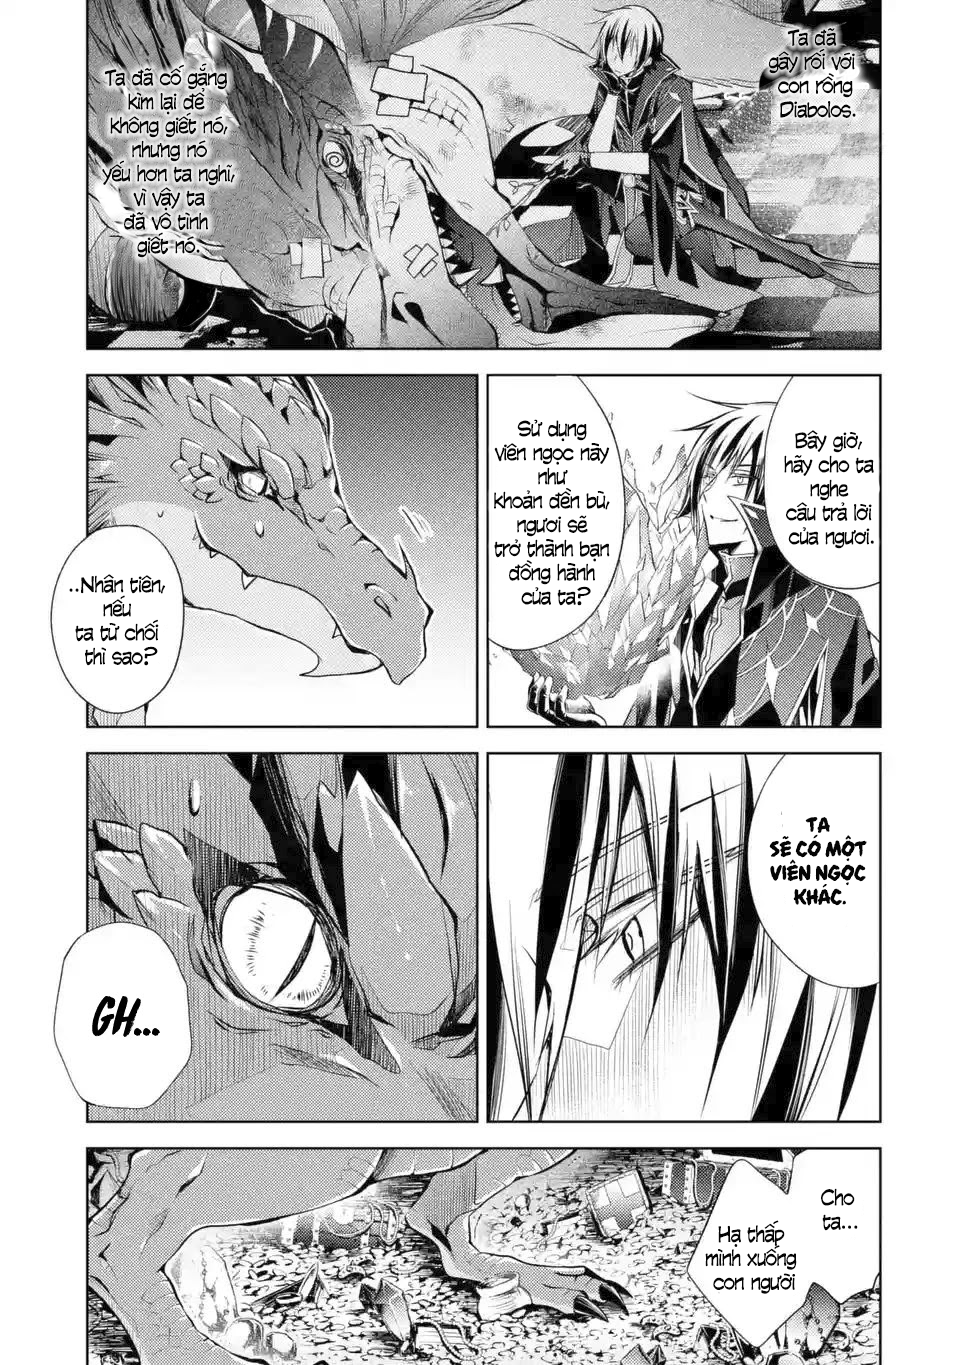 Ta đã
gây rối với
con rồng
Diabolos.
Ta đã cố gắng
kìm lại để
không giết nó,
nhưng nó
yếu hơn ta nghĩ,
vì vậy ta
đã vô tình
giết nó.
Bây giờ,
hãy cho ta
nghe
câu trả lời
của ngươi.
Sử dụng
viên ngọc này
như
khoản đền bù,
ngươi sẽ
trở thành bạn
đồng hành
của ta?
..Nhân tiên,
nếu
ta từ chối
thì sao?
TA
SẼ CÓ MỘT
VIÊN NGỌC
KHÁC.
GH...
Cho
ta...
Hạ thấp
mình xuống
con người